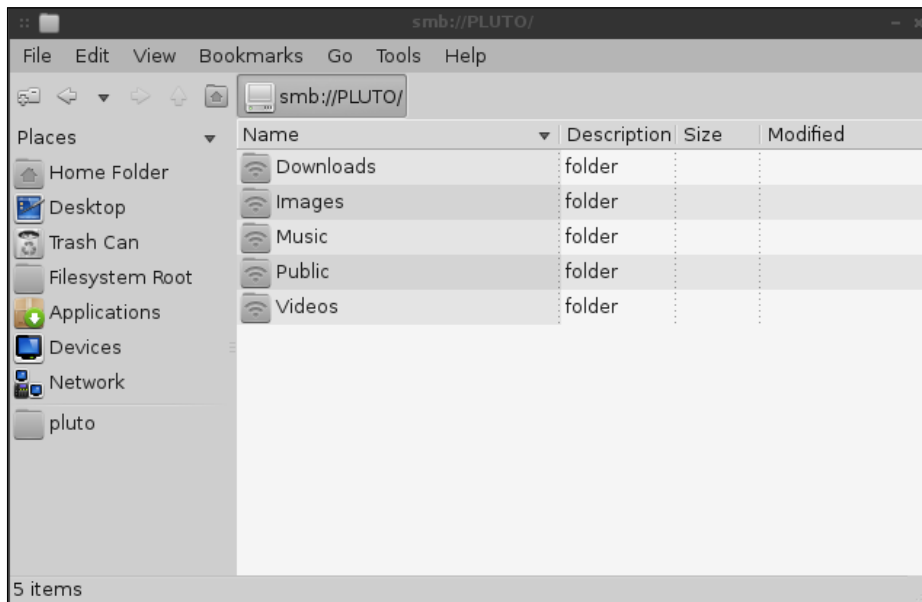 smb://PLUTO/
File Edit View Bookmarks Go Tools Help
smb://PLUTO/
Places
Home Folder
Desktop
Trash Can
Filesystem Root
Applications
Devices
Network
pluto
Name Description Size Modified
Downloads folder
Images folder
Music folder
Public folder
Videos folder
5 items